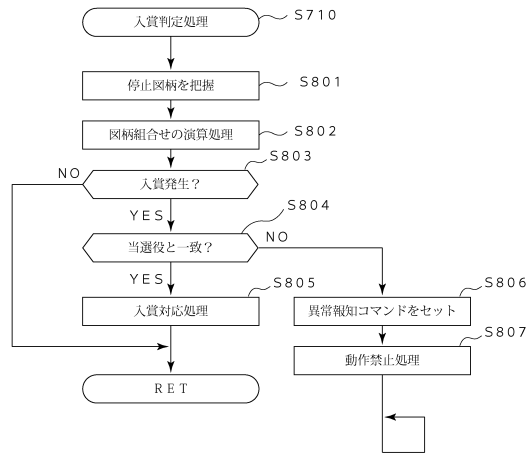 入賞判定処理 S710
停止図柄を把握 S801
図柄組合せの演算処理 S802
S803
NO 入賞発生？
YES
S804
当選役と一致？ NO
YES
S805
入賞対応処理
S806
異常報知コマンドをセット
S807
動作禁止処理
RET